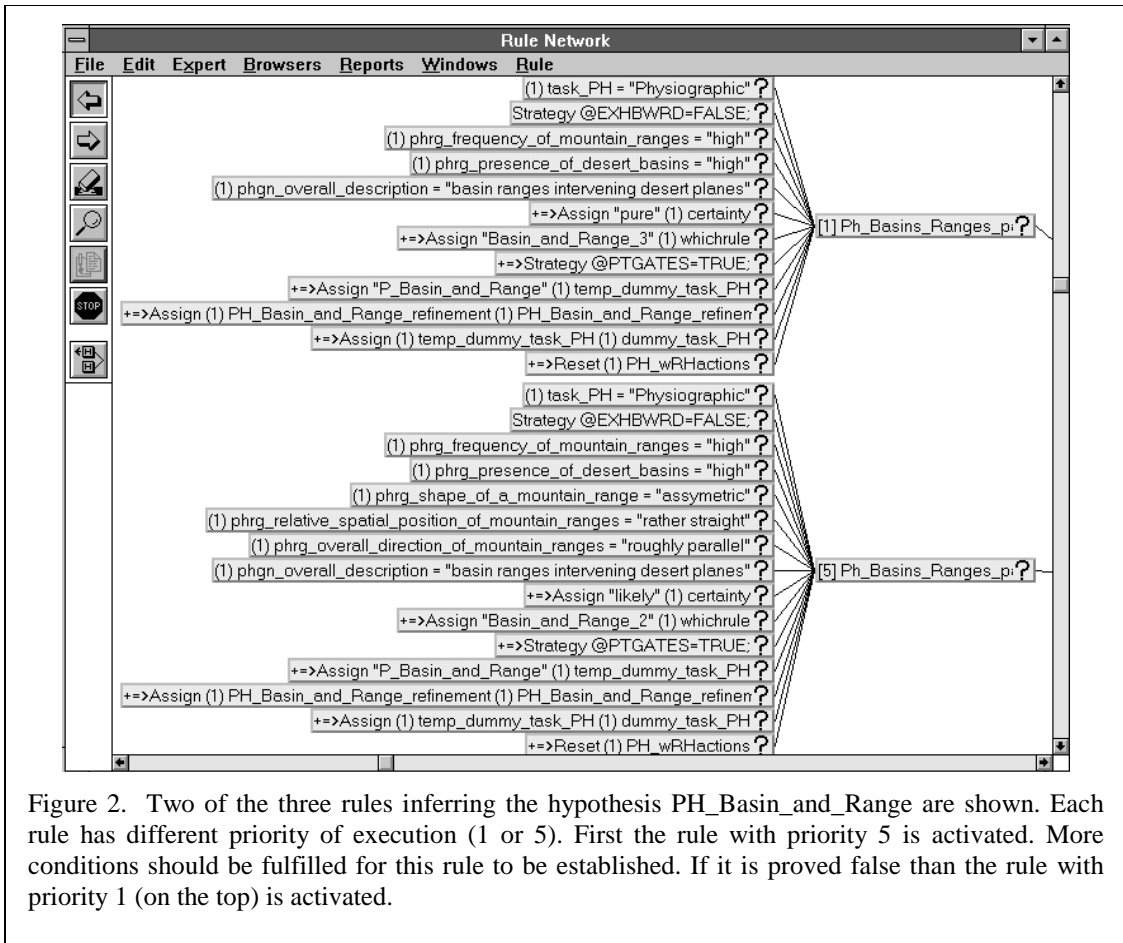 Rule Network
File Edit Expert Browsers Reports Windows Rule
(1) task_PH = "Physiographic" ?
Strategy @EXHBWRD=FALSE; ?
(1) phrg_frequency_of_mountain_ranges = "high" ?
(1) phrg_presence_of_desert_basins = "high" ?
(1) phgn_overall_description = "basin ranges intervening desert planes" ?
+=>Assign "pure" (1) certainty ?
[1] Ph_Basins_Ranges_p ?
+=>Assign "Basin_and_Range_3" (1) whichrule ?
+=>Strategy @PTGATES=TRUE; ?
STOP
+=>Assign "P_Basin_and_Range" (1) temp_dummy_task_PH ?
+=>Assign (1) PH_Basin_and_Range_refinement (1) PH_Basin_and_Range_refinem ?
+=>Assign (1) temp_dummy_task_PH (1) dummy_task_PH ?
+=>Reset (1) PH_wRHactions ?
(1) task_PH = "Physiographic" ?
Strategy @EXHBWRD=FALSE; ?
(1) phrg_frequency_of_mountain_ranges = "high" ?
(1) phrg_presence_of_desert_basins = "high" ?
(1) phrg_shape_of_a_mountain_range = "assymetric" ?
(1) phrg_relative_spatial_position_of_mountain_ranges = "rather straight" ?
(1) phrg_overall_direction_of_mountain_ranges = "roughly parallel" ?
(1) phgn_overall_description = "basin ranges intervening desert planes" ?
[5] Ph_Basins_Ranges_p ?
+=>Assign "likely" (1) certainty ?
+=>Assign "Basin_and_Range_2" (1) whichrule ?
+=>Strategy @PTGATES=TRUE; ?
+=>Assign "P_Basin_and_Range" (1) temp_dummy_task_PH ?
+=>Assign (1) PH_Basin_and_Range_refinement (1) PH_Basin_and_Range_refinem ?
+=>Assign (1) temp_dummy_task_PH (1) dummy_task_PH ?
+=>Reset (1) PH_wRHactions ?
Figure 2. Two of the three rules inferring the hypothesis PH_Basin_and_Range are shown. Each
rule has different priority of execution (1 or 5). First the rule with priority 5 is activated. More
conditions should be fulfilled for this rule to be established. If it is proved false than the rule with
priority 1 (on the top) is activated.